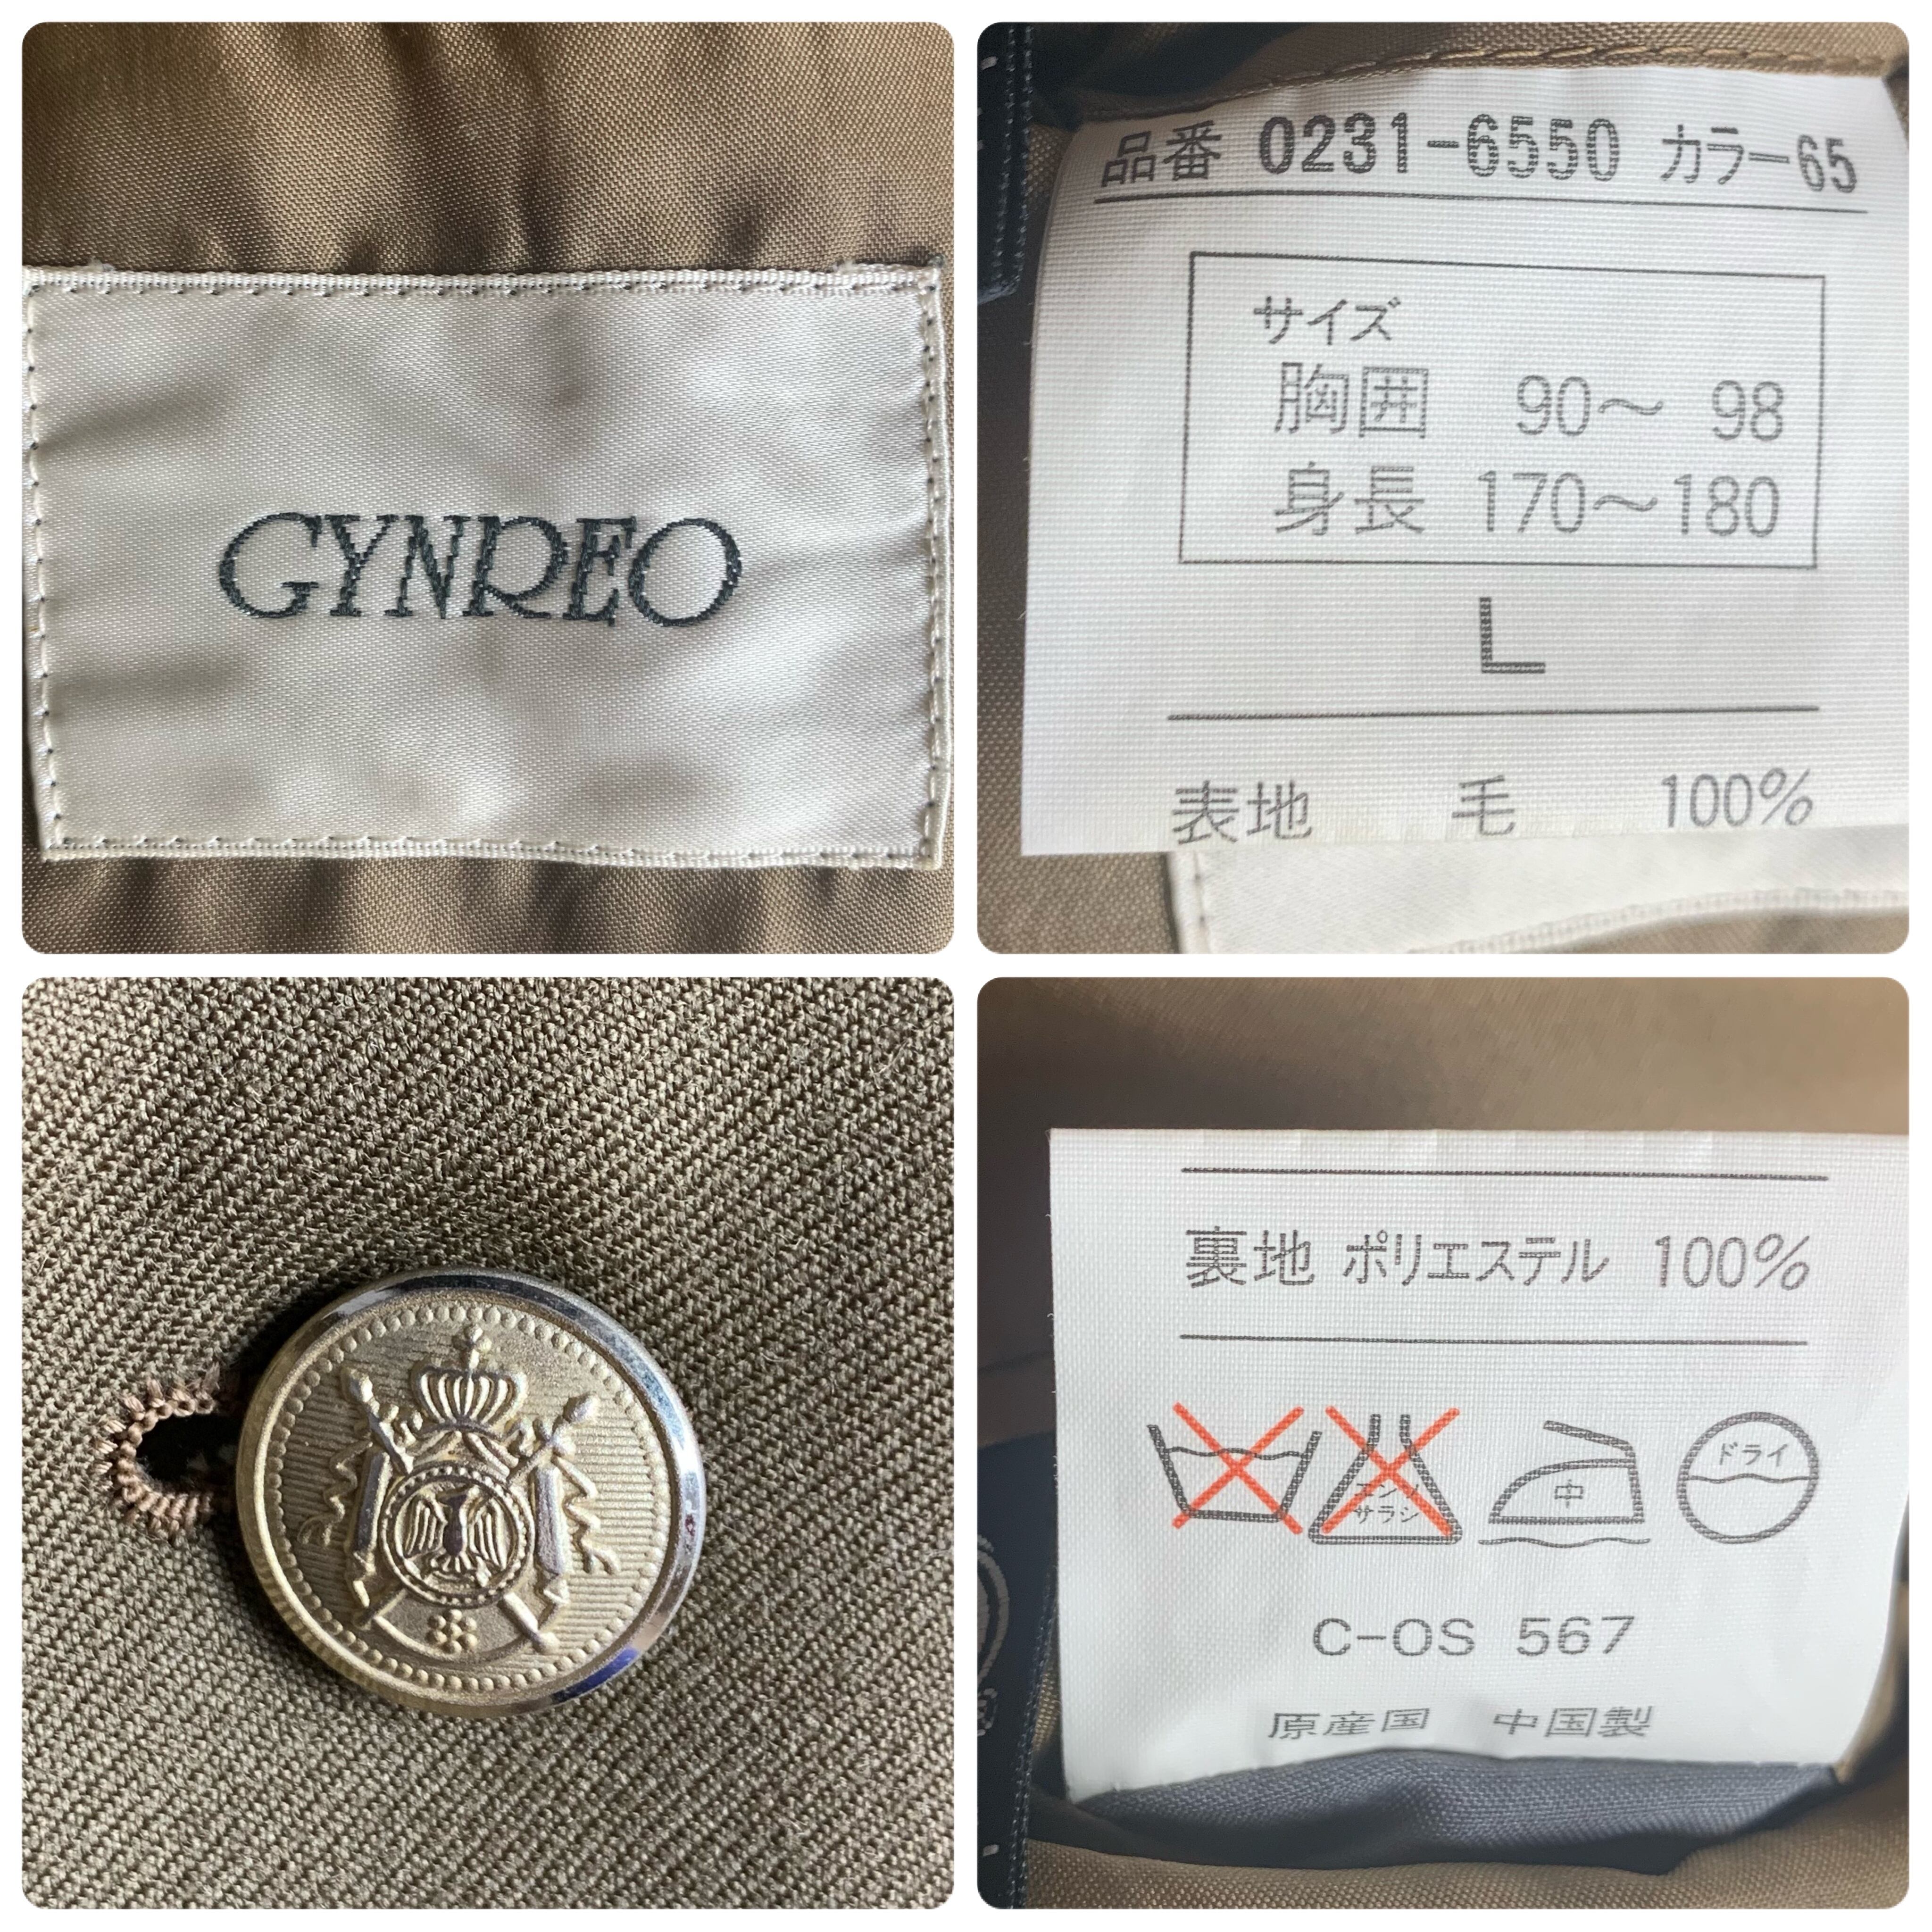 GYNREO
品番 0231-6550 カラー65
サイズ
胸囲 90〜 98
身長 170〜180
L
表地 毛 100%
裏地 ポリエステル 100%
エンソ
サラシ
中
ドライ
C-OS 567
原産国 中国製